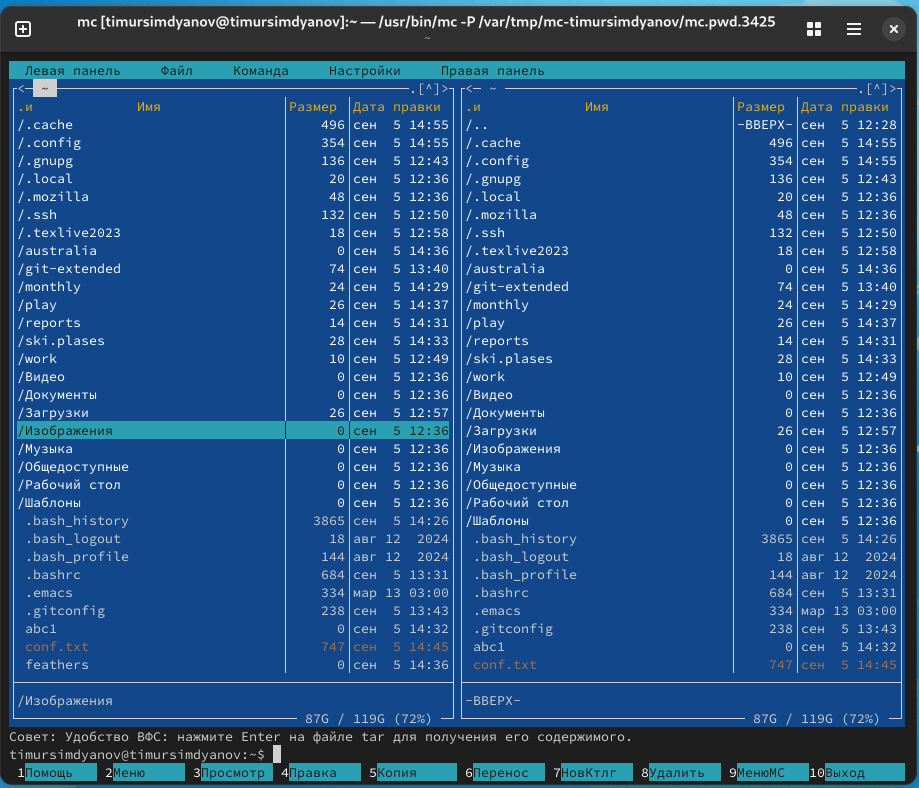 mc [timursimdyanov@timursimdyanov]:~ — /usr/bin/mc -P /var/tmp/mc-timursimdyanov/mc.pwd.3425
~
Левая панель Файл Команда Настройки Правая панель
<─ ~ .[^]>
.и Имя Размер Дата правки
/.cache 496 сен 5 14:55
/.config 354 сен 5 14:55
/.gnupg 136 сен 5 12:43
/.local 20 сен 5 12:36
/.mozilla 48 сен 5 12:36
/.ssh 132 сен 5 12:50
/.texlive2023 18 сен 5 12:58
/australia 0 сен 5 14:36
/git-extended 74 сен 5 13:40
/monthly 24 сен 5 14:29
/play 26 сен 5 14:37
/reports 14 сен 5 14:31
/ski.plases 28 сен 5 14:33
/work 10 сен 5 12:49
/Видео 0 сен 5 12:36
/Документы 0 сен 5 12:36
/Загрузки 26 сен 5 12:57
/Изображения 0 сен 5 12:36
/Музыка 0 сен 5 12:36
/Общедоступные 0 сен 5 12:36
/Рабочий стол 0 сен 5 12:36
/Шаблоны 0 сен 5 12:36
.bash_history 3865 сен 5 14:26
.bash_logout 18 авг 12 2024
.bash_profile 144 авг 12 2024
.bashrc 684 сен 5 13:31
.emacs 334 мар 13 03:00
.gitconfig 238 сен 5 13:43
abc1 0 сен 5 14:32
conf.txt 747 сен 5 14:45
feathers 0 сен 5 14:36
/Изображения
87G / 119G (72%)
<─ ~ .[^]>
.и Имя Размер Дата правки
/.. -ВВЕРХ- сен 5 12:28
/.cache 496 сен 5 14:55
/.config 354 сен 5 14:55
/.gnupg 136 сен 5 12:43
/.local 20 сен 5 12:36
/.mozilla 48 сен 5 12:36
/.ssh 132 сен 5 12:50
/.texlive2023 18 сен 5 12:58
/australia 0 сен 5 14:36
/git-extended 74 сен 5 13:40
/monthly 24 сен 5 14:29
/play 26 сен 5 14:37
/reports 14 сен 5 14:31
/ski.plases 28 сен 5 14:33
/work 10 сен 5 12:49
/Видео 0 сен 5 12:36
/Документы 0 сен 5 12:36
/Загрузки 26 сен 5 12:57
/Изображения 0 сен 5 12:36
/Музыка 0 сен 5 12:36
/Общедоступные 0 сен 5 12:36
/Рабочий стол 0 сен 5 12:36
/Шаблоны 0 сен 5 12:36
.bash_history 3865 сен 5 14:26
.bash_logout 18 авг 12 2024
.bash_profile 144 авг 12 2024
.bashrc 684 сен 5 13:31
.emacs 334 мар 13 03:00
.gitconfig 238 сен 5 13:43
abc1 0 сен 5 14:32
conf.txt 747 сен 5 14:45
-ВВЕРХ-
87G / 119G (72%)
Совет: Удобство ВФС: нажмите Enter на файле tar для получения его содержимого.
timursimdyanov@timursimdyanov:~$
1Помощь 2Меню 3Просмотр 4Правка 5Копия 6Перенос 7НовКтлг 8Удалить 9МенюМС 10Выход